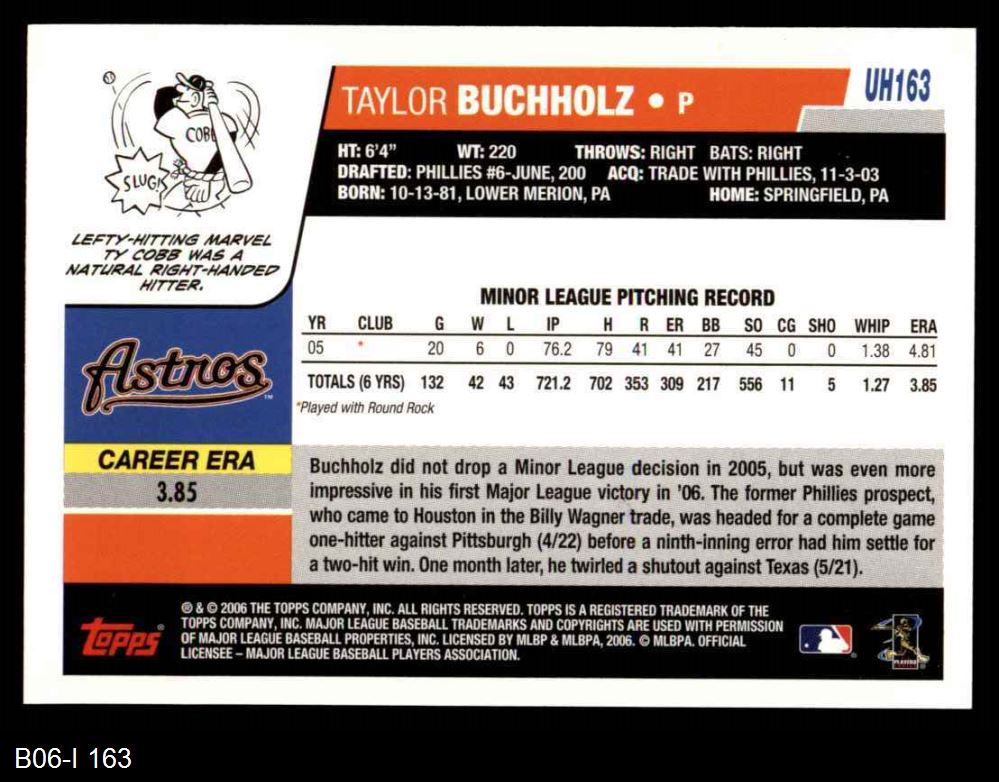 TAYLOR BUCHHOLZ • P
UH163
COBB
SLUG!
HT: 6'4" WT: 220 THROWS: RIGHT BATS: RIGHT
DRAFTED: PHILLIES #6-JUNE, 200 ACQ: TRADE WITH PHILLIES, 11-3-03
BORN: 10-13-81, LOWER MERION, PA HOME: SPRINGFIELD, PA
LEFTY-HITTING MARVEL
TY COBB WAS A
NATURAL RIGHT-HANDED
HITTER.
MINOR LEAGUE PITCHING RECORD
YR CLUB G W L IP H R ER BB SO CG SHO WHIP ERA
05 * 20 6 0 76.2 79 41 41 27 45 0 0 1.38 4.81
TOTALS (6 YRS) 132 42 43 721.2 702 353 309 217 556 11 5 1.27 3.85
*Played with Round Rock
Astros
TM
CAREER ERA
3.85
Buchholz did not drop a Minor League decision in 2005, but was even more
impressive in his first Major League victory in '06. The former Phillies prospect,
who came to Houston in the Billy Wagner trade, was headed for a complete game
one-hitter against Pittsburgh (4/22) before a ninth-inning error had him settle for
a two-hit win. One month later, he twirled a shutout against Texas (5/21).
topps®
® & © 2006 THE TOPPS COMPANY, INC. ALL RIGHTS RESERVED. TOPPS IS A REGISTERED TRADEMARK OF THE
TOPPS COMPANY, INC. MAJOR LEAGUE BASEBALL TRADEMARKS AND COPYRIGHTS ARE USED WITH PERMISSION
OF MAJOR LEAGUE BASEBALL PROPERTIES, INC. LICENSED BY MLBP & MLBPA, 2006. © MLBPA. OFFICIAL
LICENSEE – MAJOR LEAGUE BASEBALL PLAYERS ASSOCIATION.
PLAYERS
B06-I 163